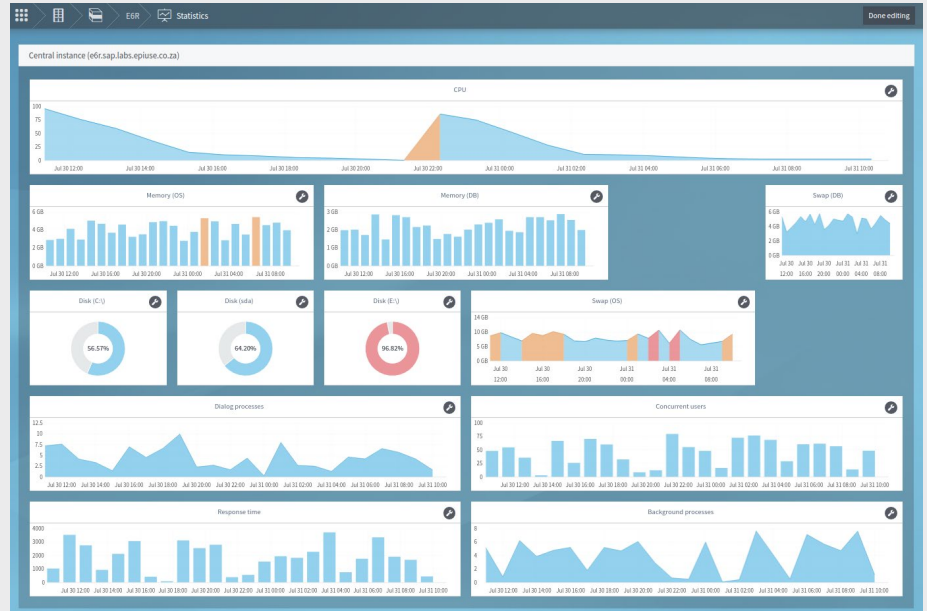 E6R Statistics Done editing
Central instance (e6r.sap.labs.epiuse.co.za)
CPU
100
75
50
25
0
Jul 30 12:00 Jul 30 14:00 Jul 30 16:00 Jul 30 18:00 Jul 30 20:00 Jul 30 22:00 Jul 31 00:00 Jul 31 02:00 Jul 31 04:00 Jul 31 06:00 Jul 31 08:00 Jul 31 10:00
Memory (OS)
6 GB
4 GB
2 GB
0 GB
Jul 30 12:00 Jul 30 16:00 Jul 30 20:00 Jul 31 00:00 Jul 31 04:00 Jul 31 08:00
Memory (DB)
3 GB
2 GB
1 GB
0 GB
Jul 30 12:00 Jul 30 16:00 Jul 30 20:00 Jul 31 00:00 Jul 31 04:00 Jul 31 08:00
Swap (DB)
6 GB
4 GB
2 GB
0 GB
Jul 30 Jul 30 Jul 30 Jul 31 Jul 31 Jul 31
12:00 16:00 20:00 00:00 04:00 08:00
Disk (C:\)
56.57%
Disk (sda)
64.20%
Disk (E:\)
96.82%
Swap (OS)
14 GB
10 GB
5 GB
0 GB
Jul 30 Jul 30 Jul 30 Jul 31 Jul 31 Jul 31
12:00 16:00 20:00 00:00 04:00 08:00
Dialog processes
12.5
10
7.5
5
2.5
0
Jul 30 12:00 Jul 30 14:00 Jul 30 16:00 Jul 30 18:00 Jul 30 20:00 Jul 30 22:00 Jul 31 00:00 Jul 31 02:00 Jul 31 04:00 Jul 31 06:00 Jul 31 08:00 Jul 31 10:00
Concurrent users
100
75
50
25
0
Jul 30 12:00 Jul 30 14:00 Jul 30 16:00 Jul 30 18:00 Jul 30 20:00 Jul 30 22:00 Jul 31 00:00 Jul 31 02:00 Jul 31 04:00 Jul 31 06:00 Jul 31 08:00 Jul 31 10:00
Response time
4000
3000
2000
1000
0
Jul 30 12:00 Jul 30 14:00 Jul 30 16:00 Jul 30 18:00 Jul 30 20:00 Jul 30 22:00 Jul 31 00:00 Jul 31 02:00 Jul 31 04:00 Jul 31 06:00 Jul 31 08:00 Jul 31 10:00
Background processes
8
6
4
2
0
Jul 30 12:00 Jul 30 14:00 Jul 30 16:00 Jul 30 18:00 Jul 30 20:00 Jul 30 22:00 Jul 31 00:00 Jul 31 02:00 Jul 31 04:00 Jul 31 06:00 Jul 31 08:00 Jul 31 10:00